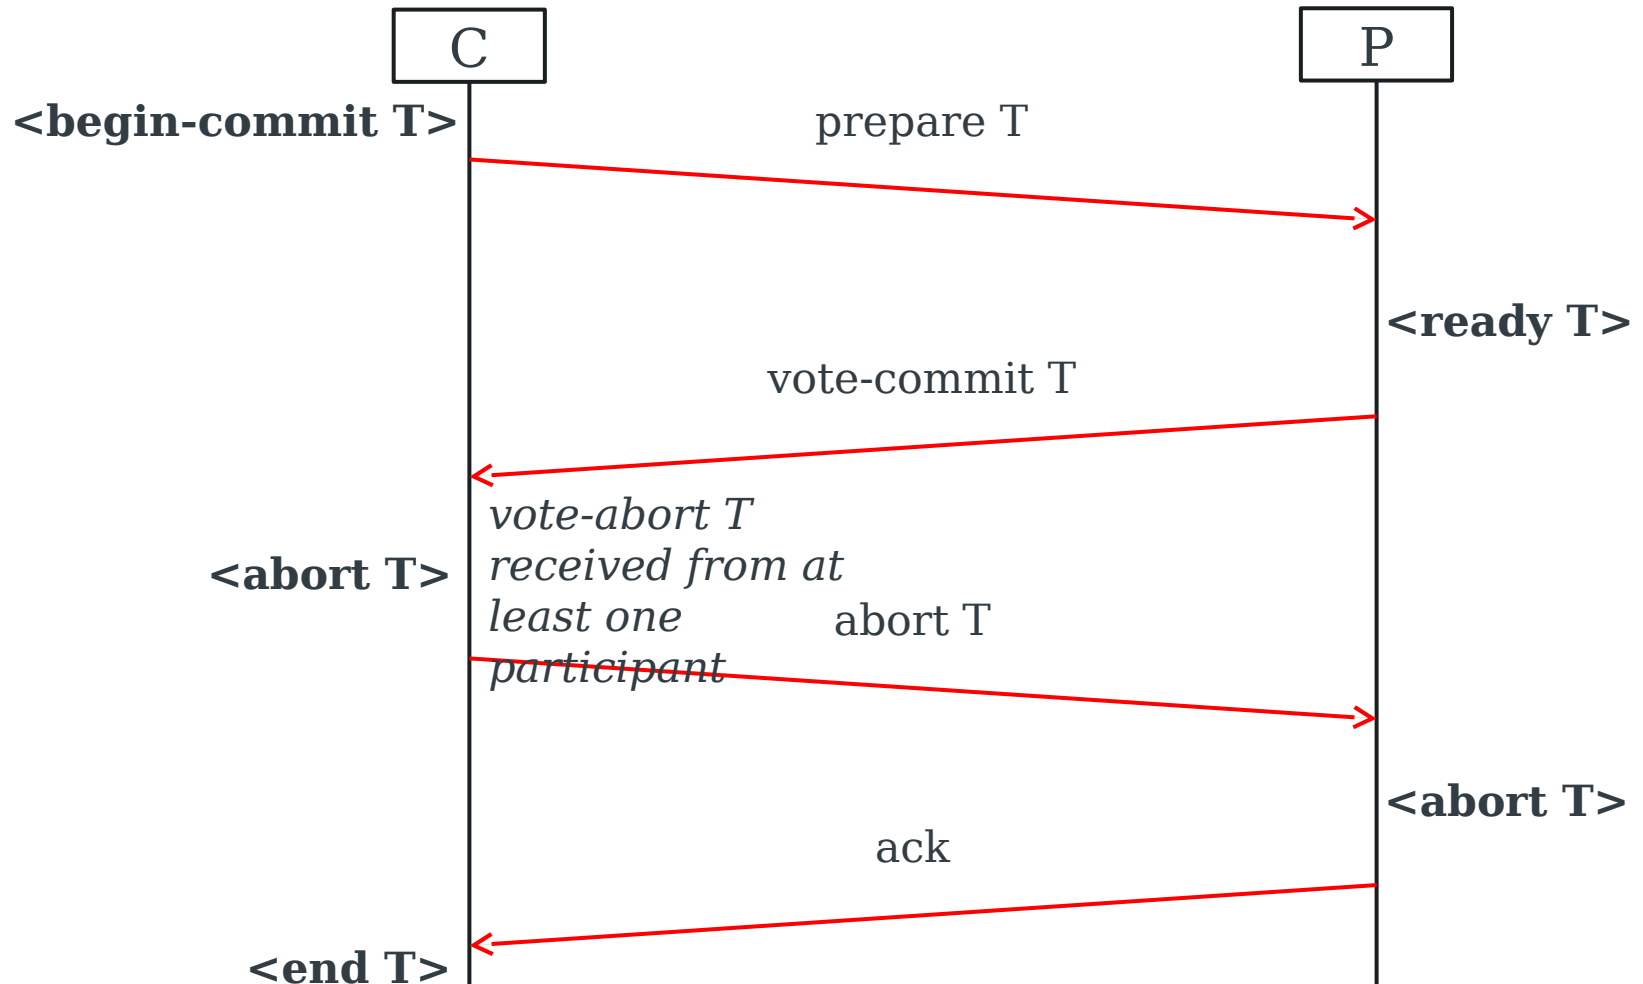 C
P
<begin-commit T>
prepare T
<ready T>
vote-commit T
vote-abort T
received from at
least one
participant
<abort T>
abort T
<abort T>
ack
<end T>